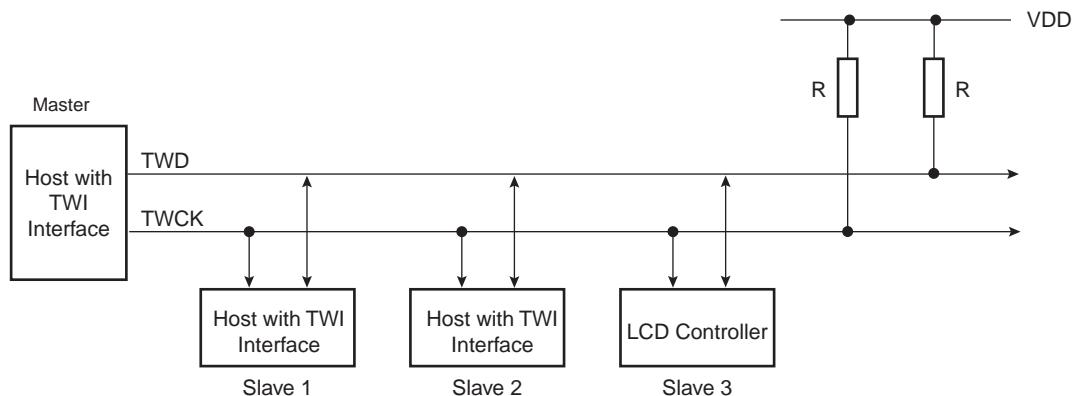 VDD
R
R
Master
Host with
TWI
Interface
TWD
TWCK
Host with TWI
Interface
Slave 1
Host with TWI
Interface
Slave 2
LCD Controller
Slave 3